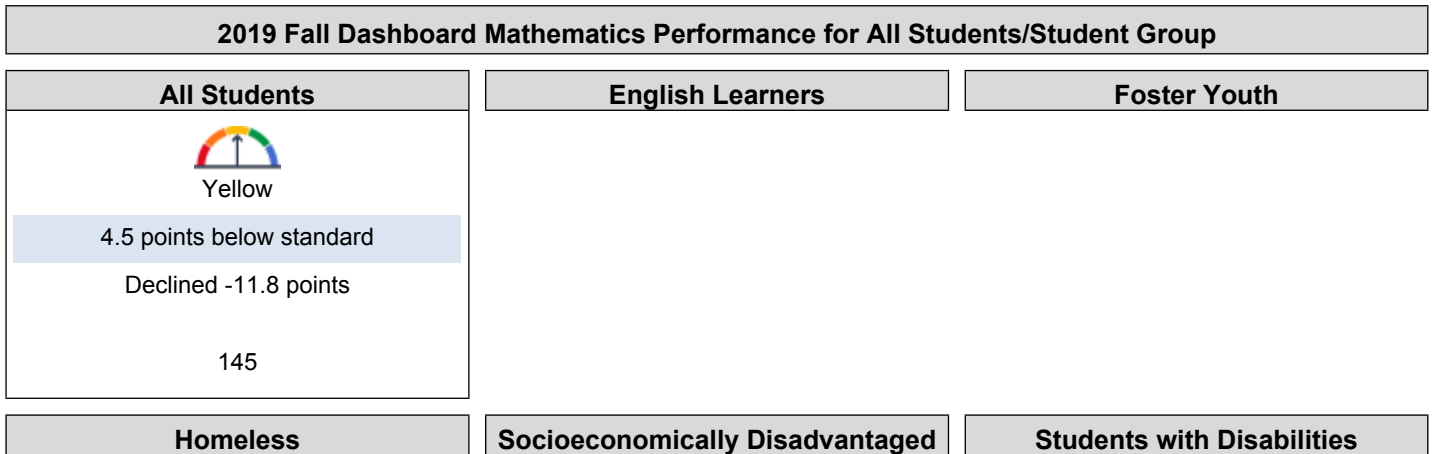 2019 Fall Dashboard Mathematics Performance for All Students/Student Group
All Students
English Learners
Foster Youth
Yellow
4.5 points below standard
Declined -11.8 points
145
Homeless
Socioeconomically Disadvantaged
Students with Disabilities